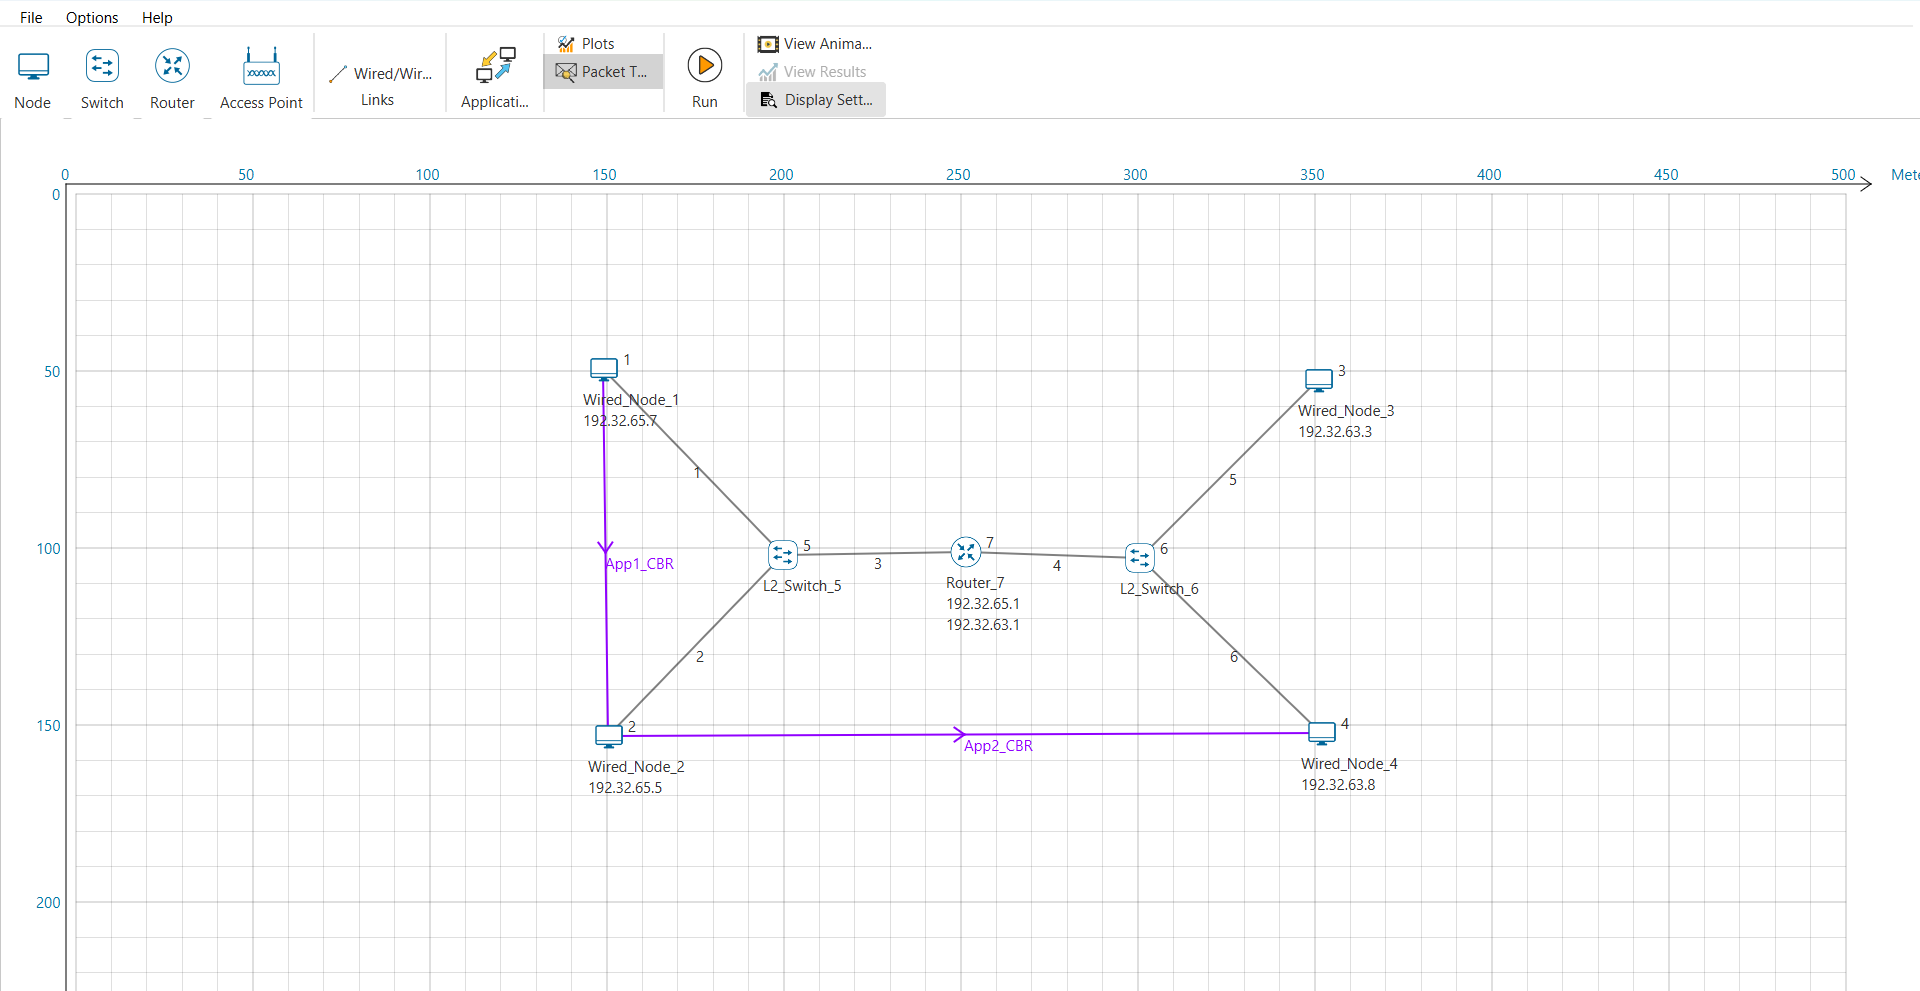 File Options Help
Plots
View Anima...
Wired/Wir...
Packet T...
View Results
Node Switch Router Access Point
Links
Applicati...
Run
Display Sett...
0 50 100 150 200 250 300 350 400 450 500 Mete
0
50
100
150
200
1
Wired_Node_1
192.32.65.7
3
Wired_Node_3
192.32.63.3
1
5
App1_CBR
5
L2_Switch_5
3
7
Router_7
192.32.65.1
192.32.63.1
4
6
L2_Switch_6
2
6
2
Wired_Node_2
192.32.65.5
App2_CBR
4
Wired_Node_4
192.32.63.8